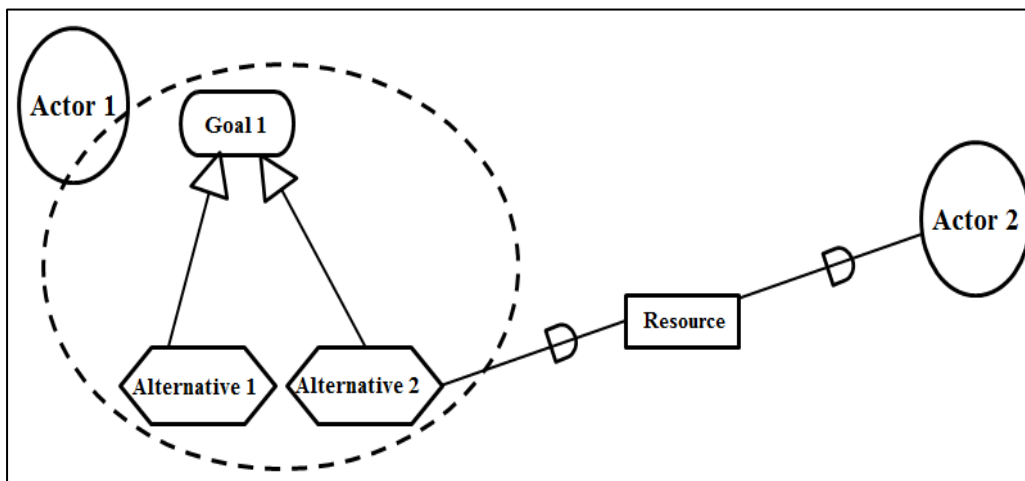 Actor 1
Goal 1
Actor 2
Resource
Alternative 1
Alternative 2